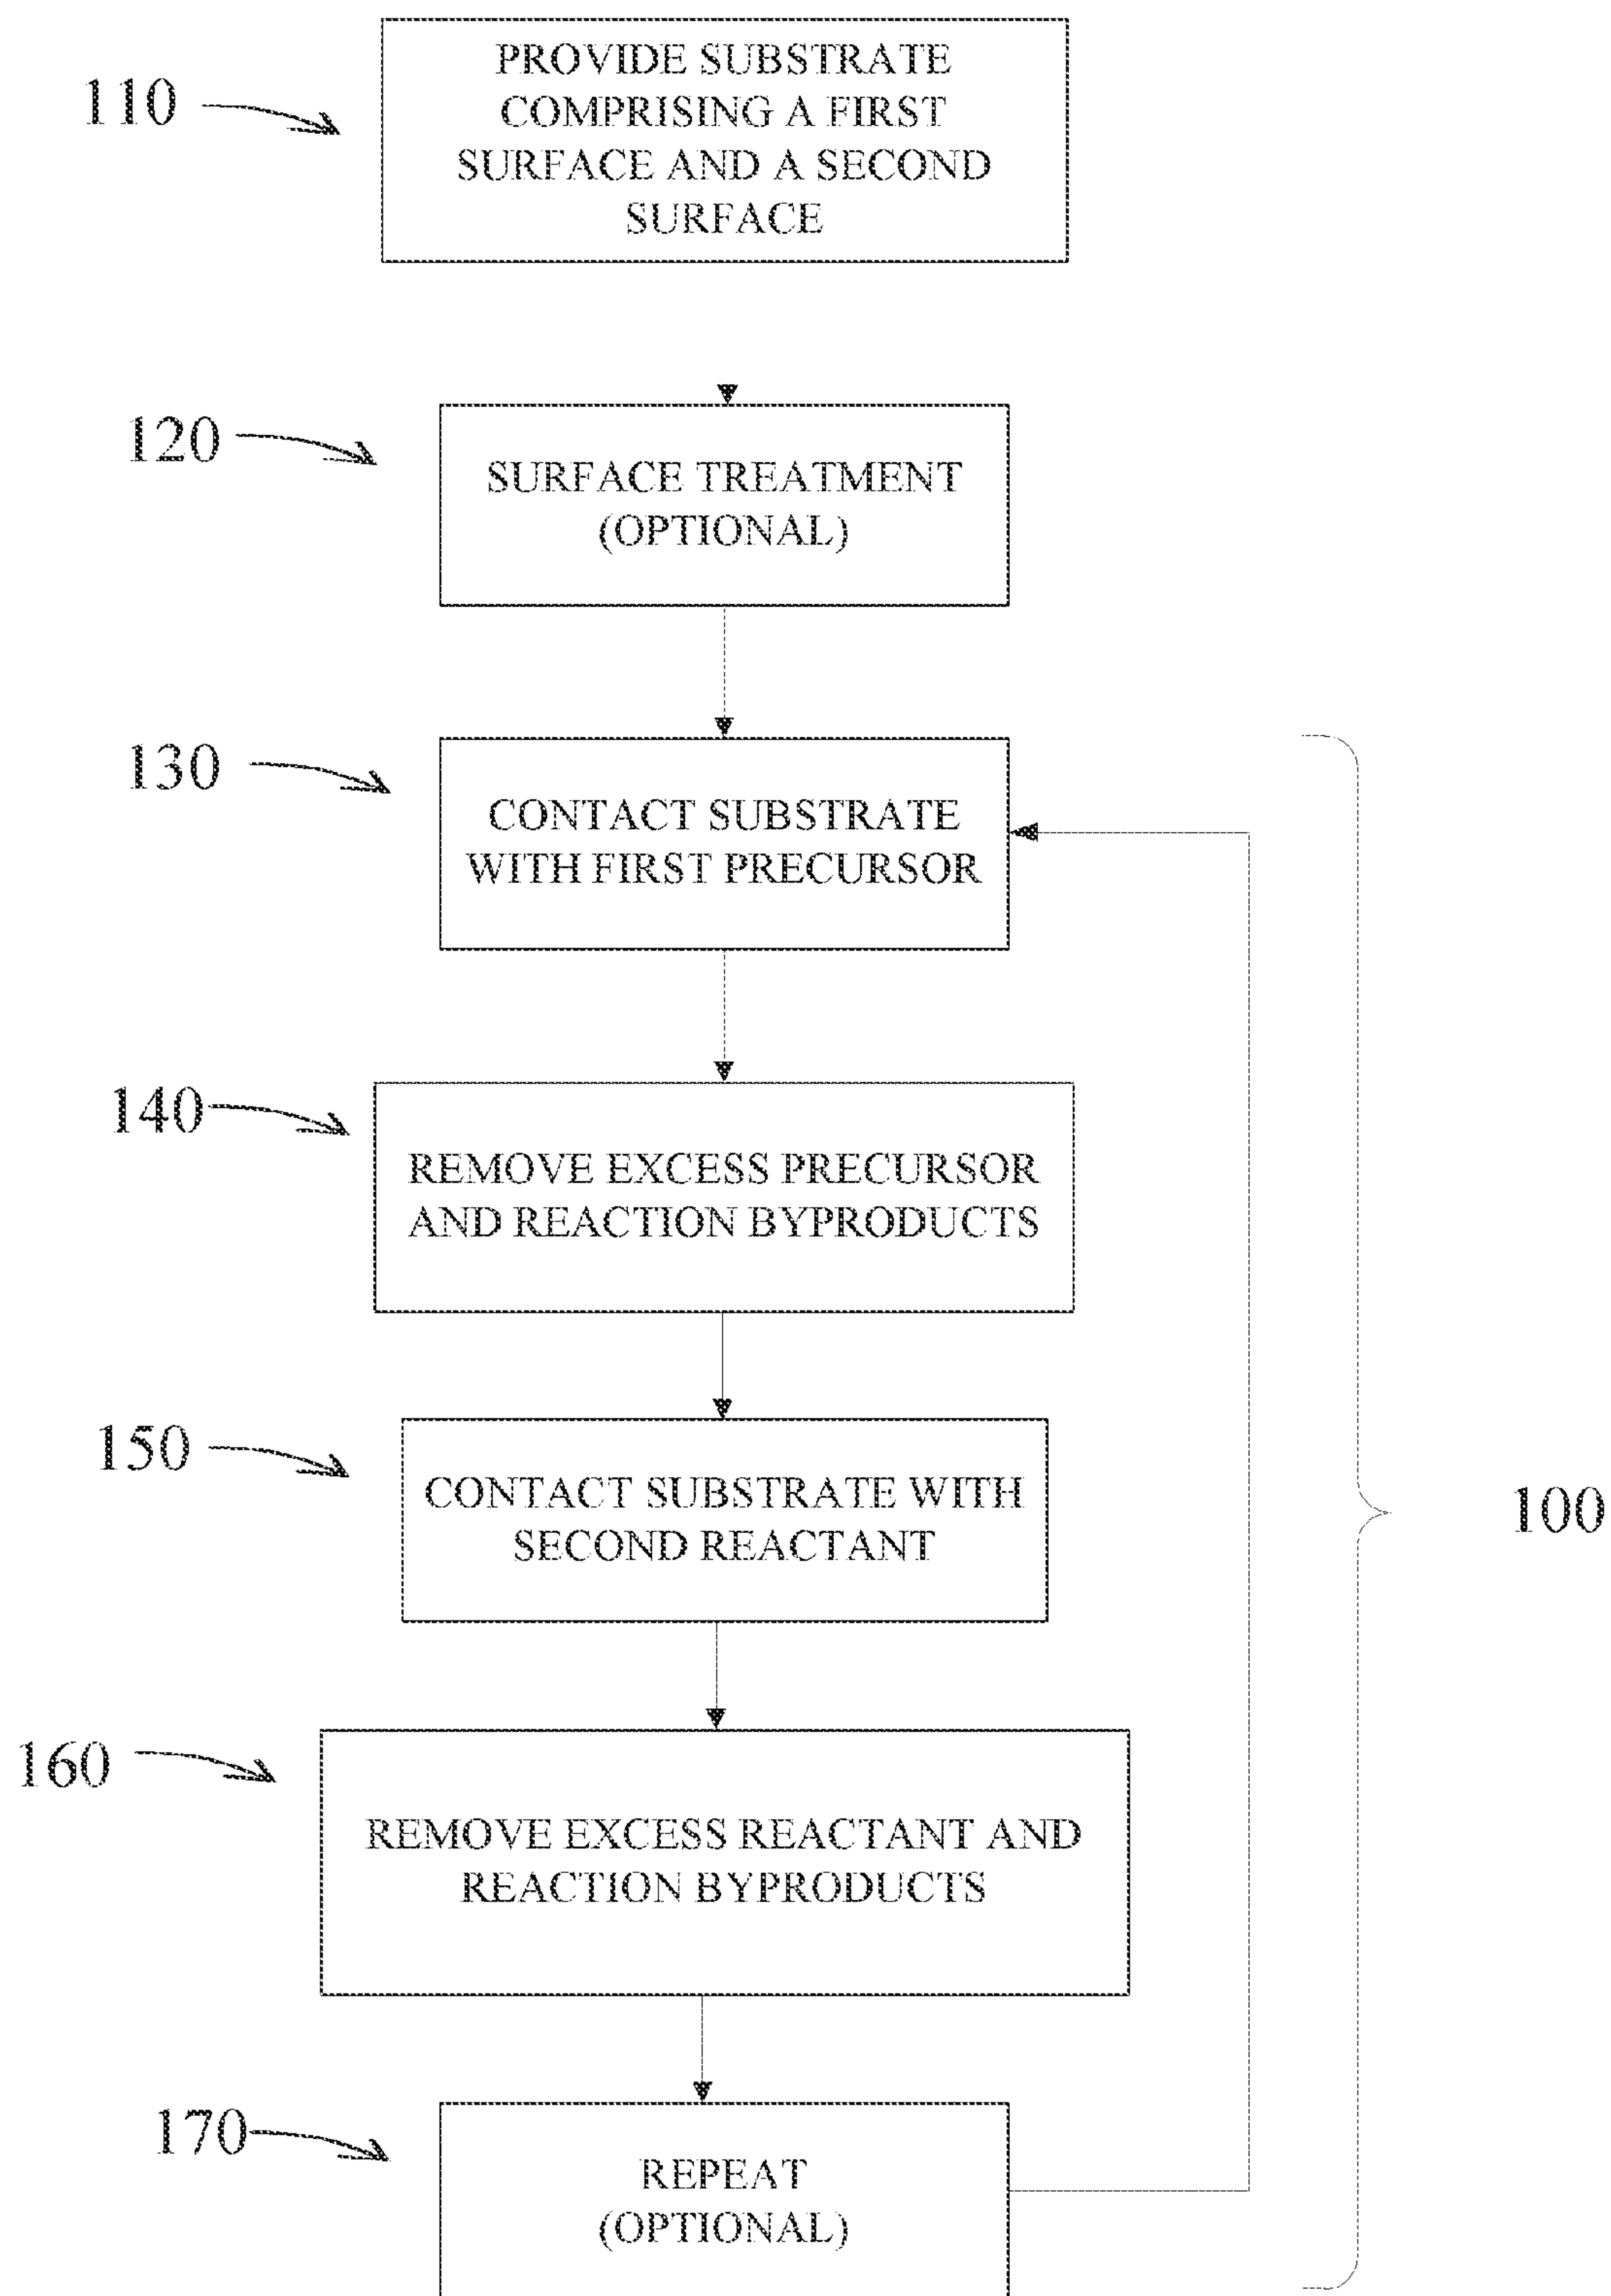 110
PROVIDE SUBSTRATE
COMPRISING A FIRST
SURFACE AND A SECOND
SURFACE
120
SURFACE TREATMENT
(OPTIONAL)
130
CONTACT SUBSTRATE
WITH FIRST PRECURSOR
140
REMOVE EXCESS PRECURSOR
AND REACTION BYPRODUCTS
150
CONTACT SUBSTRATE WITH
SECOND REACTANT
100
160
REMOVE EXCESS REACTANT AND
REACTION BYPRODUCTS
170
REPEAT
(OPTIONAL)